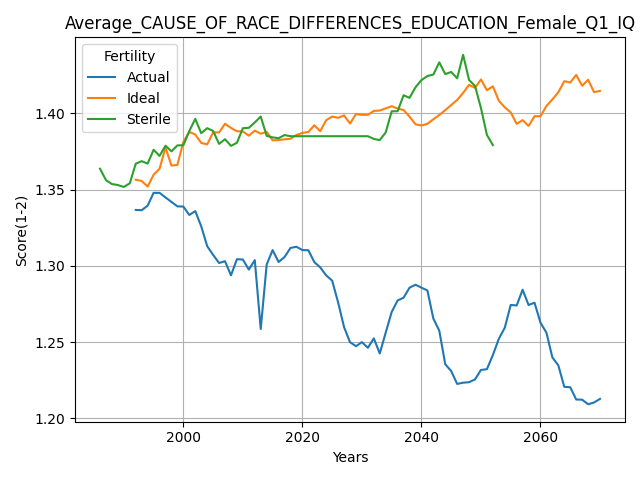 Average_CAUSE_OF_RACE_DIFFERENCES_EDUCATION_Female_Q1_IQ
Fertility
Actual
Ideal
Sterile
Score(1-2)
1.40
1.35
1.30
1.25
1.20
2000
2020
2040
2060
Years